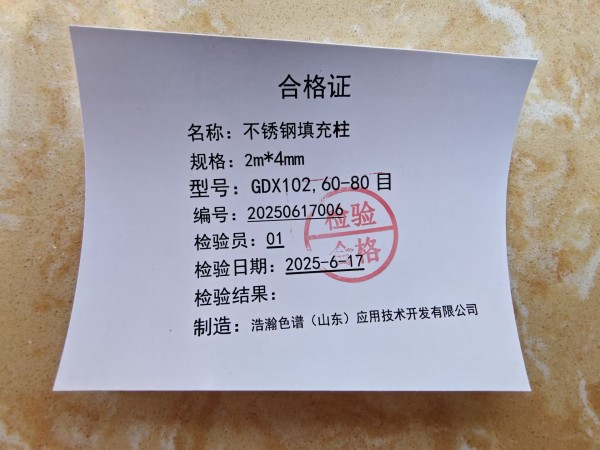 合格证
名称：不锈钢填充柱
规格：2m*4mm
型号：GDX102,60-80目
编号：20250617006
检验员：01
检验日期：2025-6-17
检验结果：
制造：浩瀚色谱（山东）应用技术开发有限公司
检验
合格